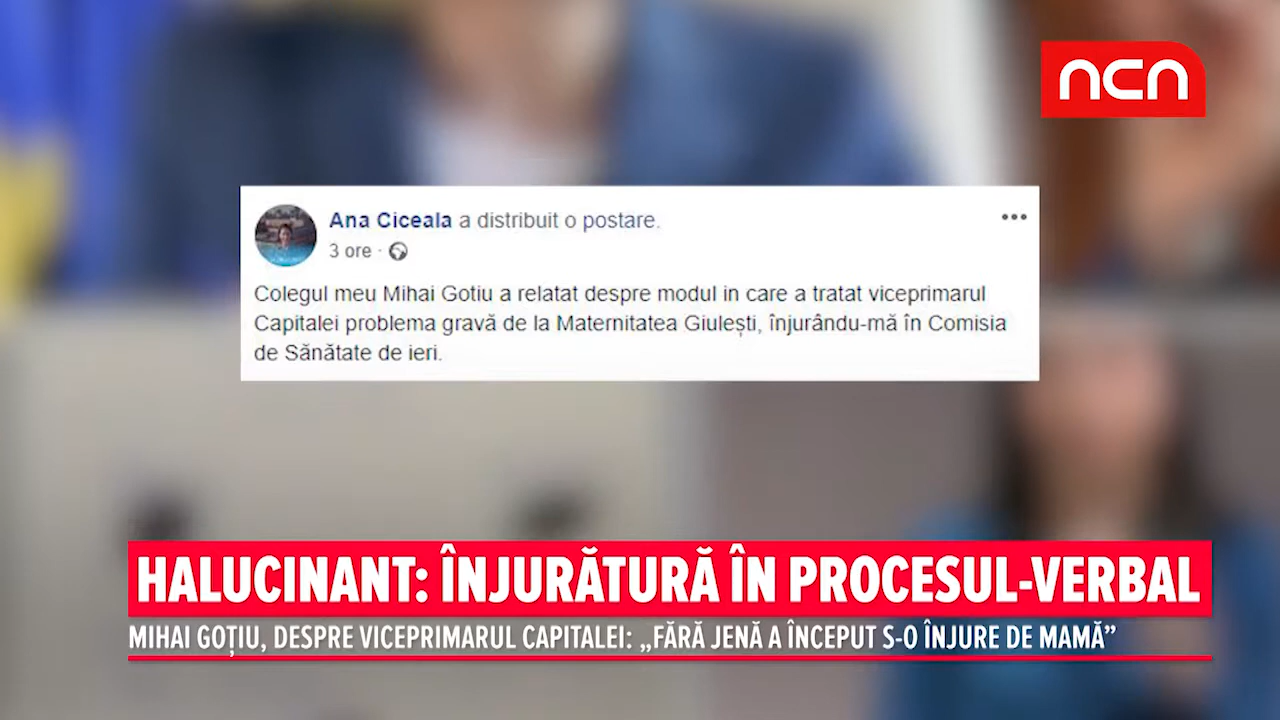 ncn
Ana Ciceala a distribuit o postare.
3 ore ·
Colegul meu Mihai Gotiu a relatat despre modul in care a tratat viceprimarul
Capitalei problema gravă de la Maternitatea Giulești, înjurându-mă în Comisia
de Sănătate de ieri.
HALUCINANT: ÎNJURĂTURĂ ÎN PROCESUL-VERBAL
MIHAI GOȚIU, DESPRE VICEPRIMARUL CAPITALEI: „FĂRĂ JENĂ A ÎNCEPUT S-O ÎNJURE DE MAMĂ”